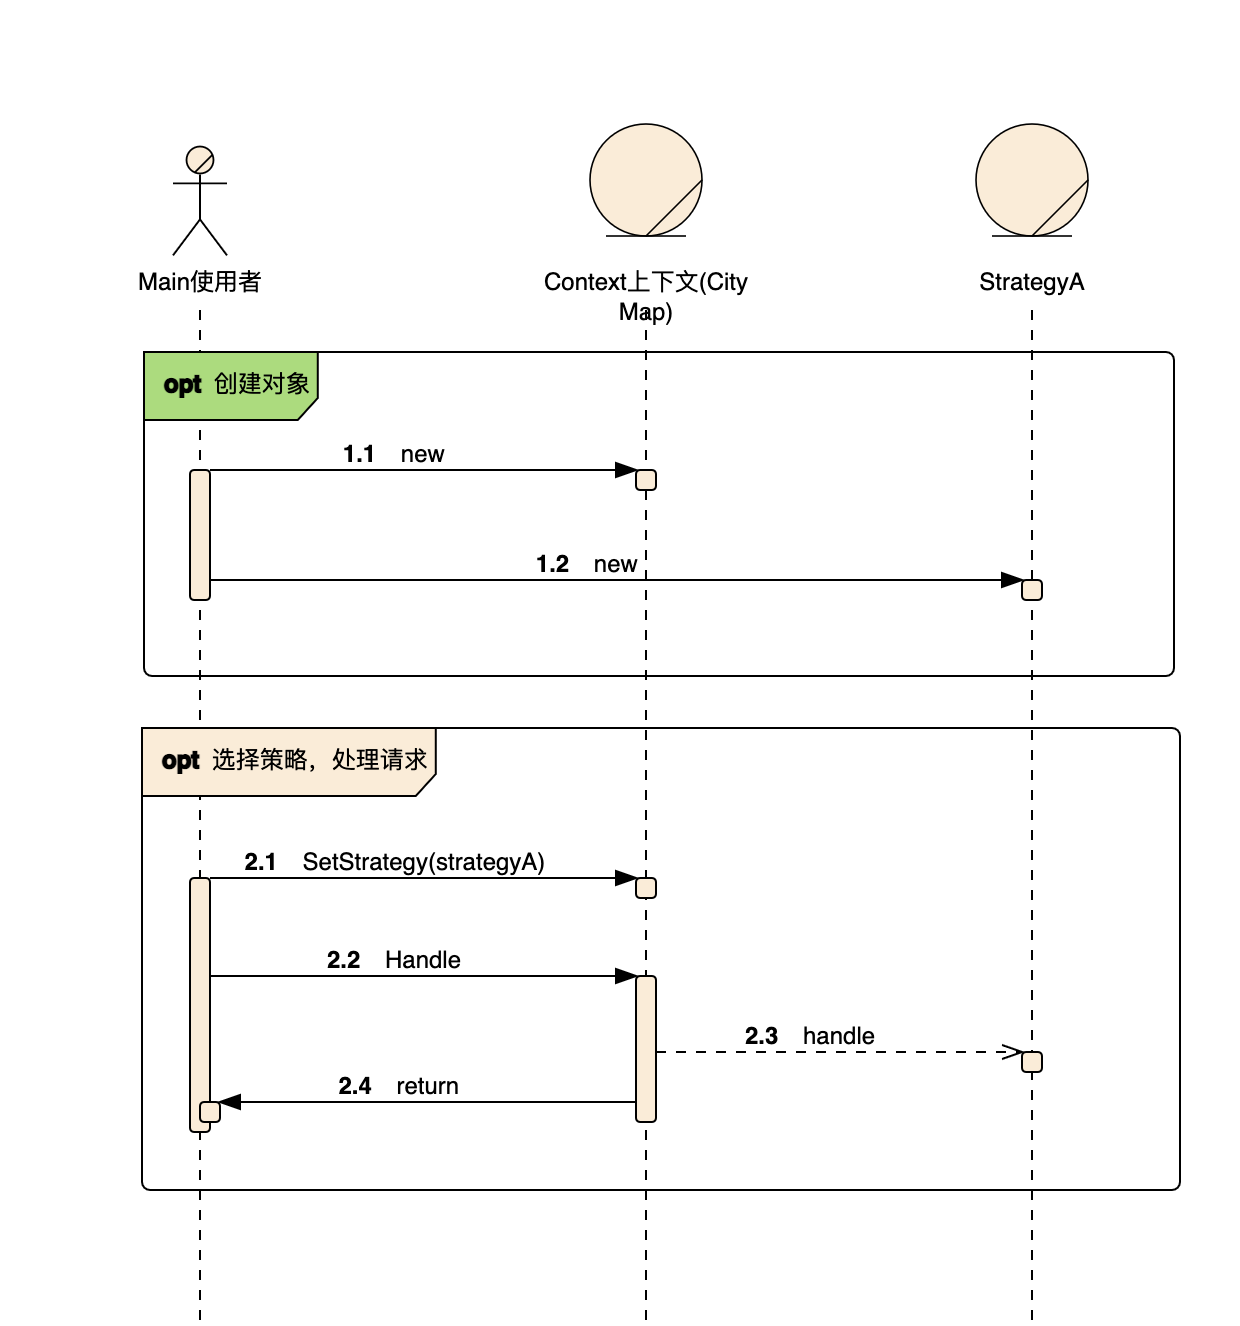 Main使用者
Context上下文(City
Map)
StrategyA
opt 创建对象
1.1 new
1.2 new
opt 选择策略，处理请求
2.1 SetStrategy(strategyA)
2.2 Handle
2.3 handle
2.4 return